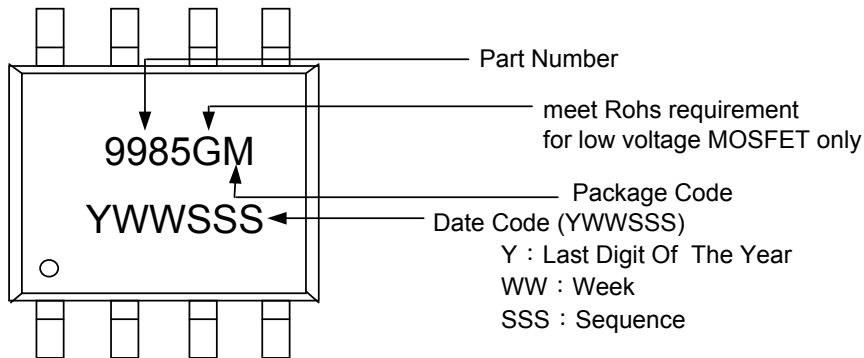 Part Number
meet Rohs requirement
for low voltage MOSFET only
9985GM
Package Code
YWWSSS
Date Code (YWWSSS)
Y：Last Digit Of The Year
WW：Week
SSS：Sequence